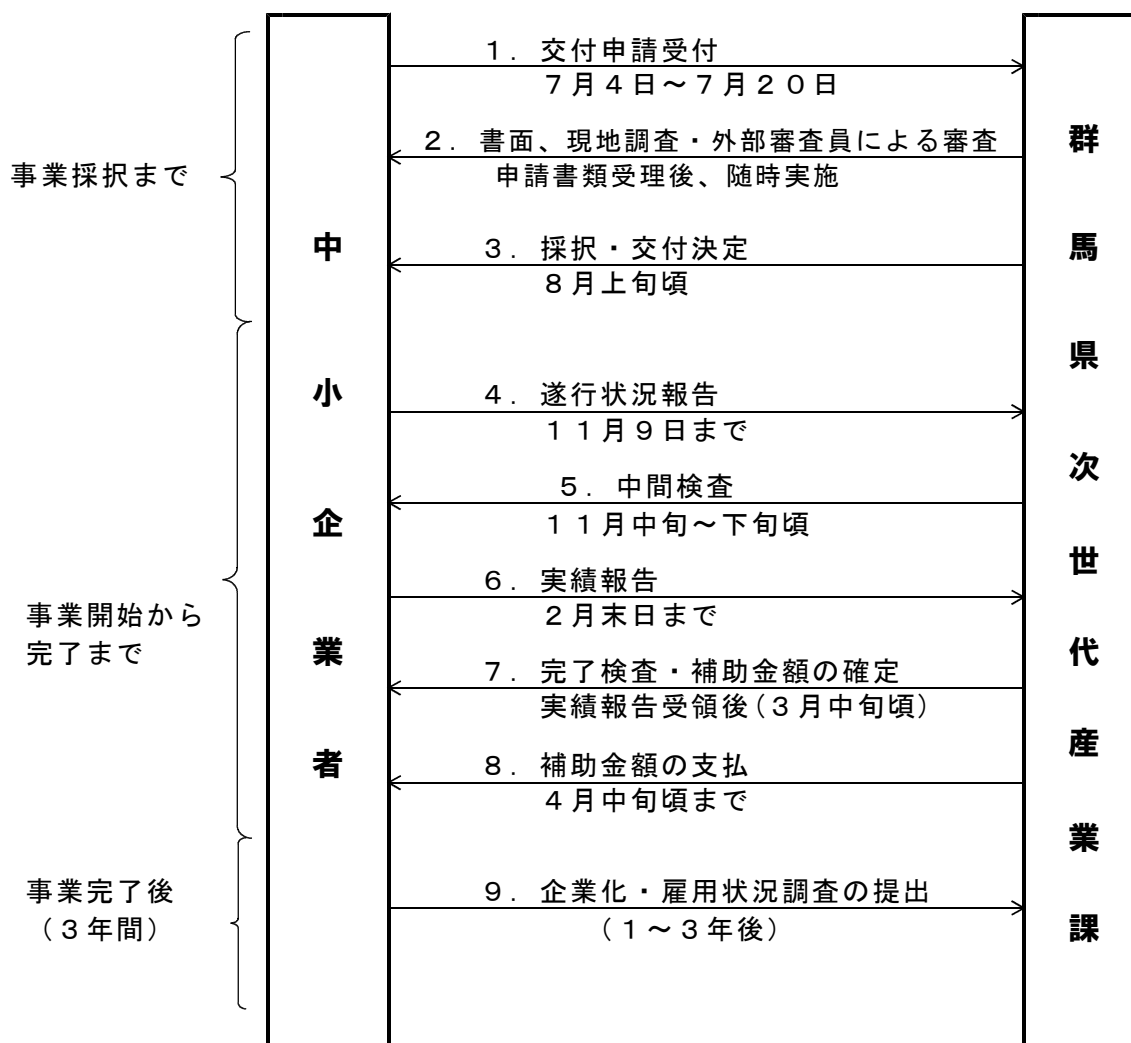 １．交付申請受付
７月４日～７月２０日
２．書面、現地調査・外部審査員による審査
申請書類受理後、随時実施
事業採択まで
３．採択・交付決定
８月上旬頃
４．遂行状況報告
１１月９日まで
５．中間検査
１１月中旬～下旬頃
６．実績報告
２月末日まで
事業開始から
完了まで
７．完了検査・補助金額の確定
実績報告受領後（３月中旬頃）
８．補助金額の支払
４月中旬頃まで
事業完了後
（３年間）
９．企業化・雇用状況調査の提出
（１～３年後）
中小企業者
群馬県次世代産業課